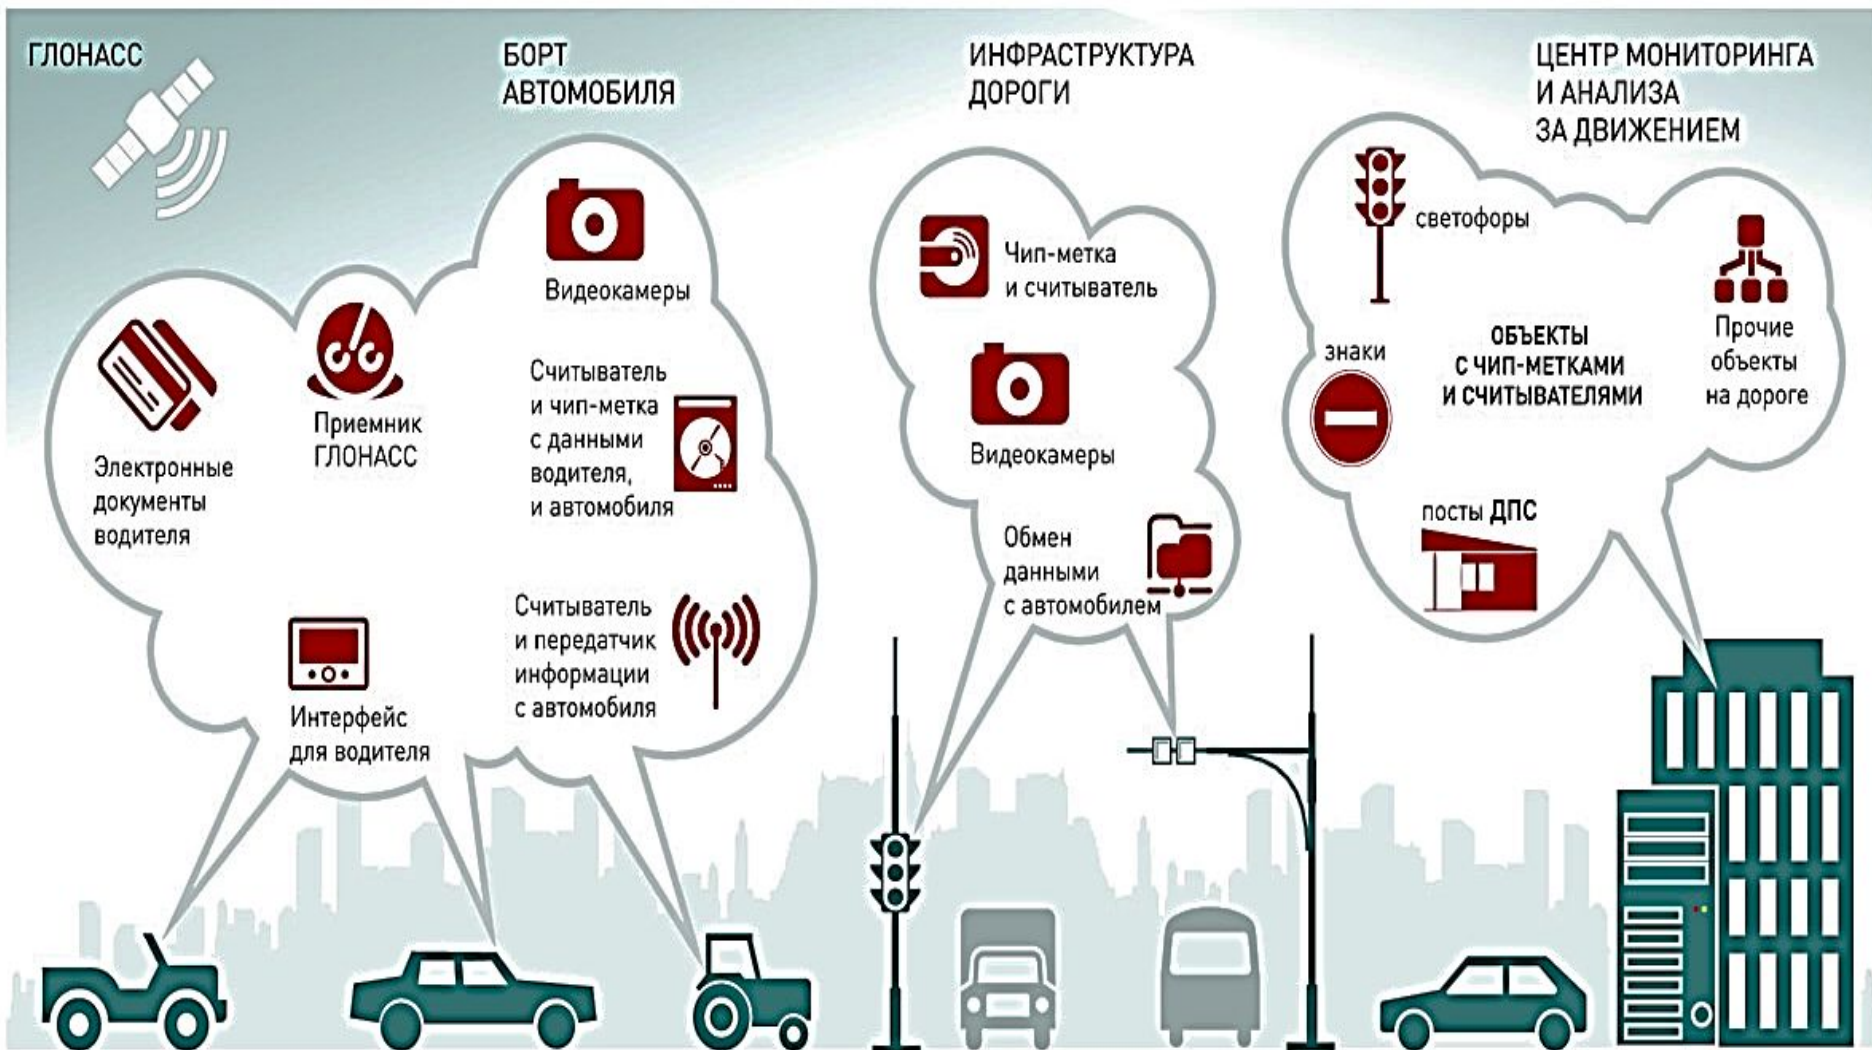 ГЛОНАСС
БОРТ
АВТОМОБИЛЯ
ИНФРАСТРУКТУРА
ДОРОГИ
ЦЕНТР МОНИТОРИНГА
И АНАЛИЗА
ЗА ДВИЖЕНИЕМ
Электронные
документы
водителя
Приемник
ГЛОНАСС
Видеокамеры
Считыватель
и чип-метка
с данными
водителя,
и автомобиля
Считыватель
и передатчик
информации
с автомобиля
Интерфейс
для водителя
Чип-метка
и считыватель
Видеокамеры
Обмен
данными
с автомобилем
светофоры
знаки
ОБЪЕКТЫ
С ЧИП-МЕТКАМИ
И СЧИТЫВАТЕЛЯМИ
Прочие
объекты
на дороге
посты ДПС